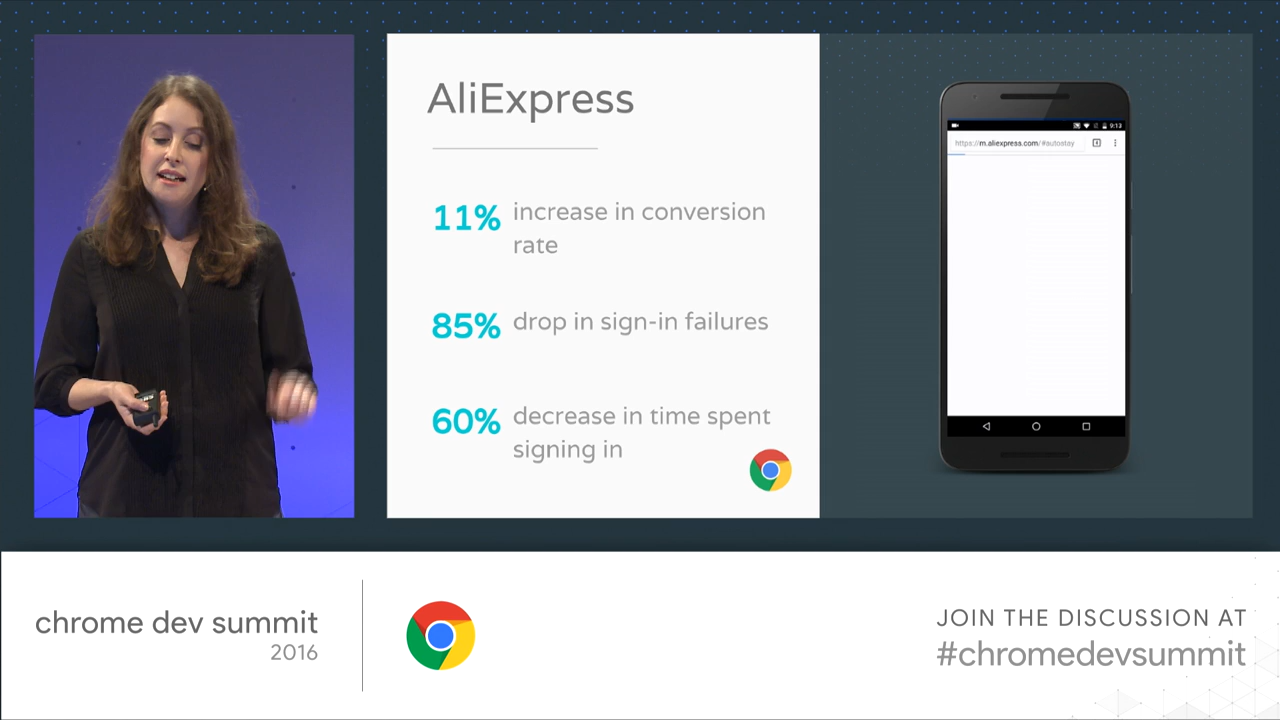 AliExpress
11% increase in conversion
rate
85% drop in sign-in failures
60% decrease in time spent
signing in
9:13
https://m.aliexpress.com/#autostay
chrome dev summit
2016
JOIN THE DISCUSSION AT
#chromedevsummit